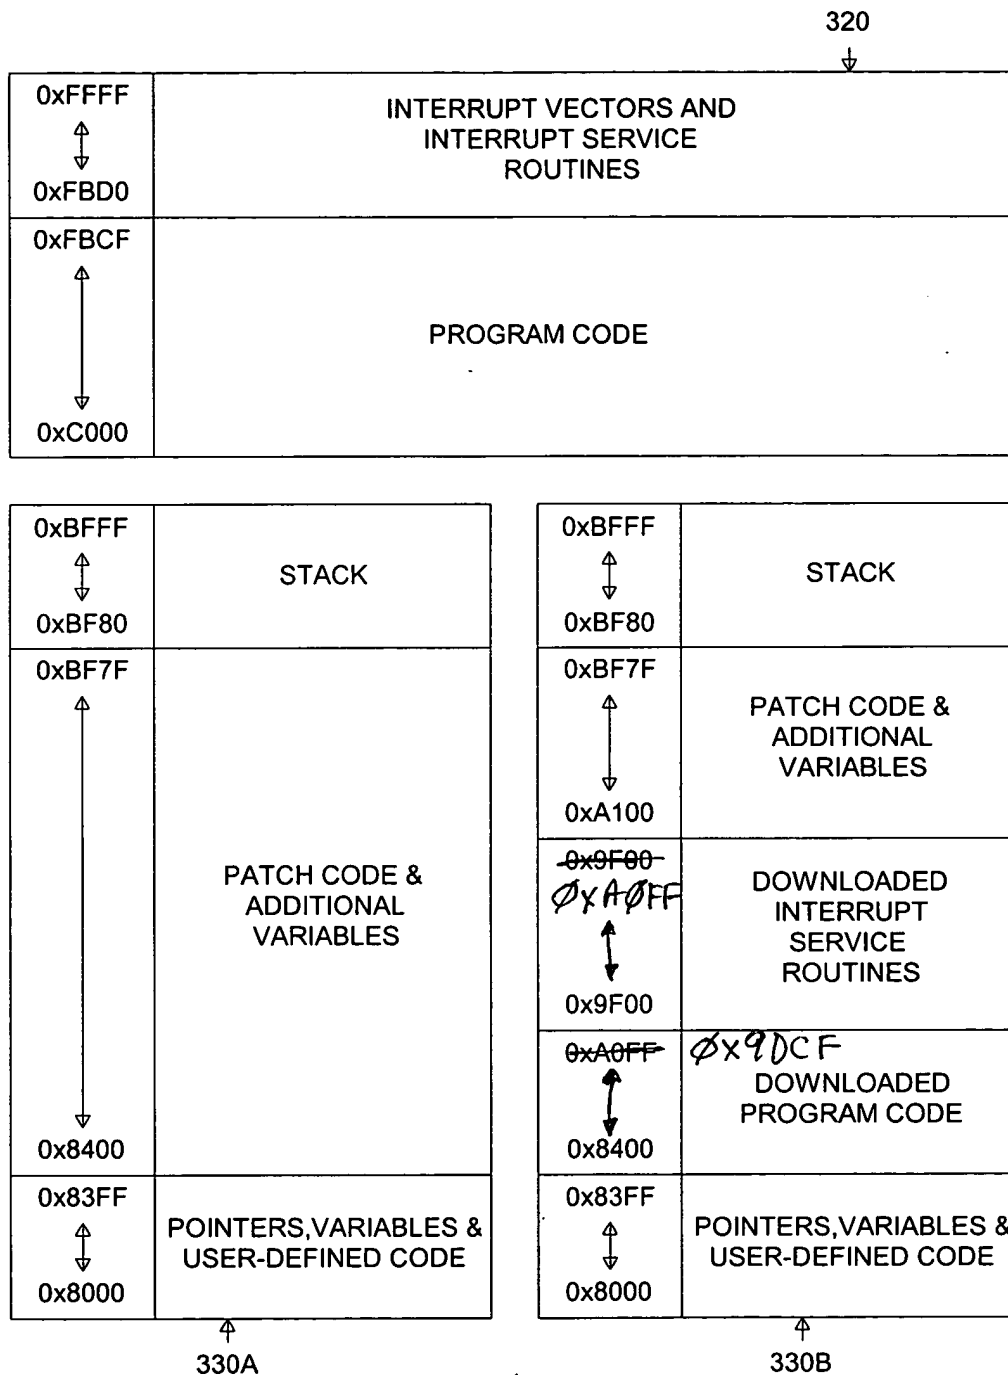 320
0xFFFF
0xFBD0
INTERRUPT VECTORS AND
INTERRUPT SERVICE
ROUTINES
0xFBCF
0xC000
PROGRAM CODE
0xBFFF
0xBF80
STACK
0xBF7F
0x8400
PATCH CODE &
ADDITIONAL
VARIABLES
0x83FF
0x8000
POINTERS,VARIABLES &
USER-DEFINED CODE
330A
0xBFFF
0xBF80
STACK
0xBF7F
0xA100
PATCH CODE &
ADDITIONAL
VARIABLES
0x9F00
0xA0FF
0x9F00
DOWNLOADED
INTERRUPT
SERVICE
ROUTINES
0xA0FF
0x9DCF
0x8400
DOWNLOADED
PROGRAM CODE
0x83FF
0x8000
POINTERS,VARIABLES &
USER-DEFINED CODE
330B